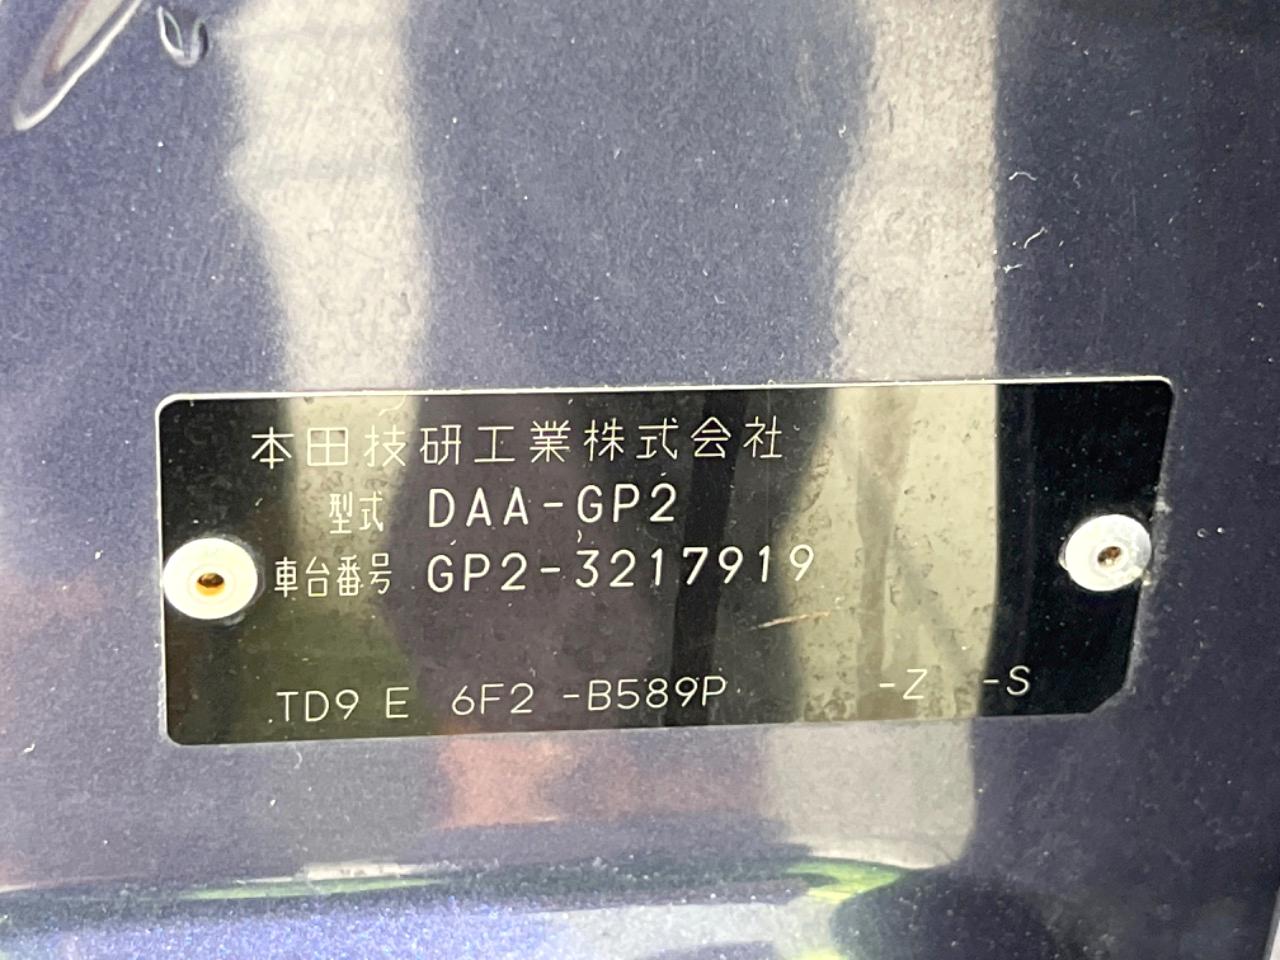 本田技研工業株式会社
型式 DAA-GP2
車台番号 GP2-3217919
TD9 E 6F2 -B589P -Z -S